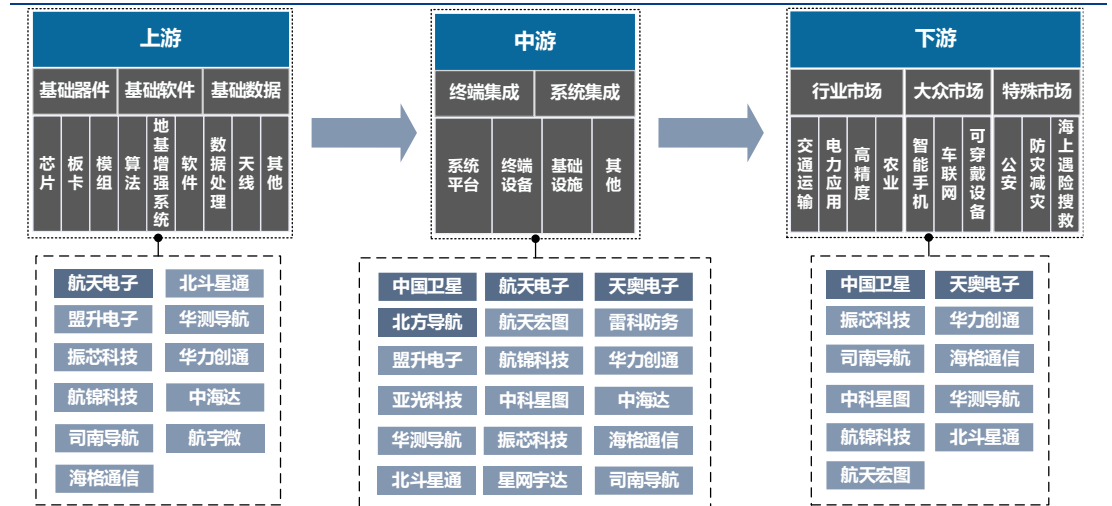 上游
基础器件 基础软件 基础数据
芯片
板卡
模组
算法
地基增强系统
软件
数据处理
天线
其他
航天电子 北斗星通
盟升电子 华测导航
振芯科技 华力创通
航锦科技 中海达
司南导航 航宇微
海格通信
中游
终端集成 系统集成
系统平台
终端设备
基础设施
其他
中国卫星 航天电子 天奥电子
北方导航 航天宏图 雷科防务
盟升电子 航锦科技 华力创通
亚光科技 中科星图 中海达
华测导航 振芯科技 海格通信
北斗星通 星网宇达 司南导航
下游
行业市场 大众市场 特殊市场
交通运输
电力应用
高精度
农业
智能手机
车联网
可穿戴设备
公安
防灾减灾
海上遇险搜救
中国卫星 天奥电子
振芯科技 华力创通
司南导航 海格通信
中科星图 华测导航
航锦科技 北斗星通
航天宏图